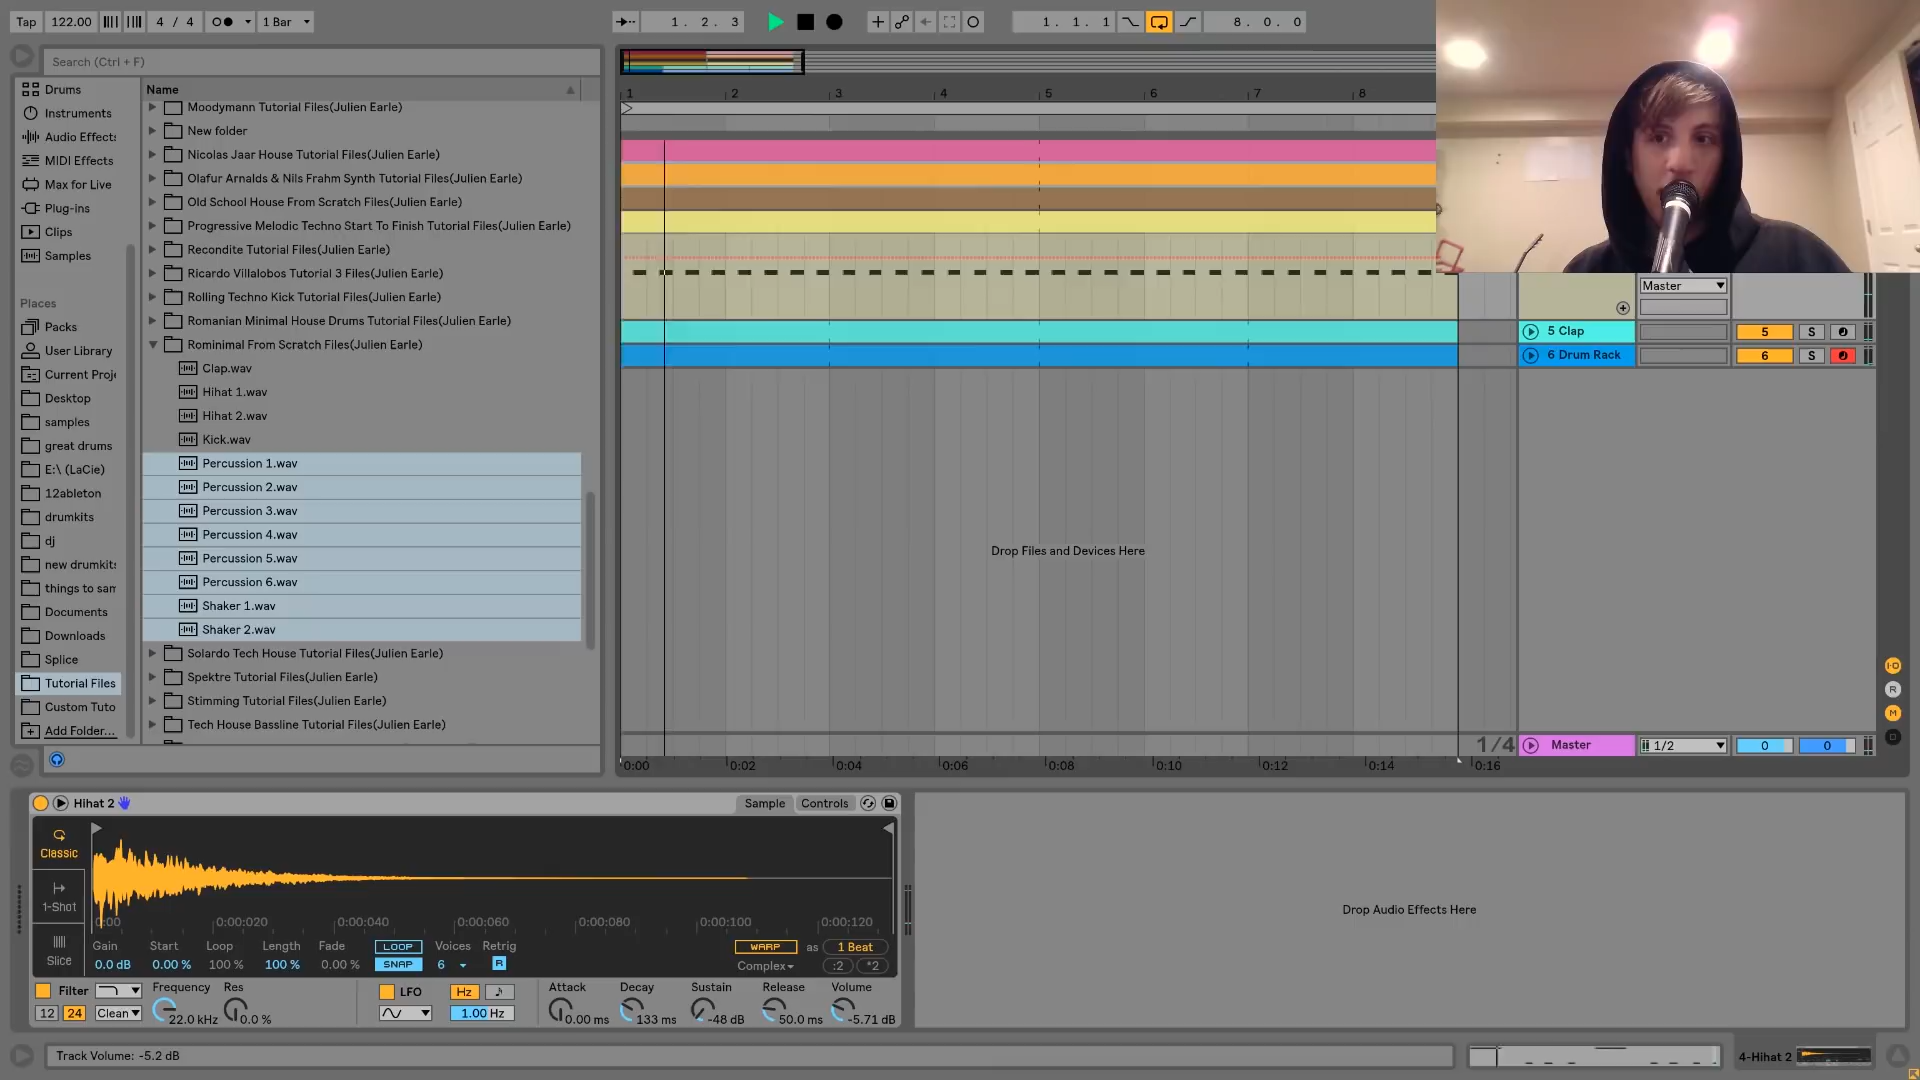 Tap 122.00 4 / 4 1 Bar 1. 2. 3 1. 1. 1 8. 0. 0
Search (Ctrl + F)
Drums
Instruments
Audio Effects
MIDI Effects
Max for Live
Plug-ins
Clips
Samples
Places
Packs
User Library
Current Proje
Desktop
samples
great drums
E:\ (LaCie)
12ableton
drumkits
dj
new drumkits
things to sam
Documents
Downloads
Splice
Tutorial Files
Custom Tuto
Add Folder...
Name
Moodymann Tutorial Files(Julien Earle)
New folder
Nicolas Jaar House Tutorial Files(Julien Earle)
Olafur Arnalds & Nils Frahm Synth Tutorial Files(Julien Earle)
Old School House From Scratch Files(Julien Earle)
Progressive Melodic Techno Start To Finish Tutorial Files(Julien Earle)
Recondite Tutorial Files(Julien Earle)
Ricardo Villalobos Tutorial 3 Files(Julien Earle)
Rolling Techno Kick Tutorial Files(Julien Earle)
Romanian Minimal House Drums Tutorial Files(Julien Earle)
Rominimal From Scratch Files(Julien Earle)
Clap.wav
Hihat 1.wav
Hihat 2.wav
Kick.wav
Percussion 1.wav
Percussion 2.wav
Percussion 3.wav
Percussion 4.wav
Percussion 5.wav
Percussion 6.wav
Shaker 1.wav
Shaker 2.wav
Solardo Tech House Tutorial Files(Julien Earle)
Spektre Tutorial Files(Julien Earle)
Stimming Tutorial Files(Julien Earle)
Tech House Bassline Tutorial Files(Julien Earle)
1 2 3 4 5 6 7 8
Drop Files and Devices Here
Master
5 Clap 5 S
6 Drum Rack 6 S
I·O
R
M
D
1/4 Master 1/2 0 0
0:00 0:02 0:04 0:06 0:08 0:10 0:12 0:14 0:16
Hihat 2 Sample Controls
Classic
1-Shot
Slice
0:00 0:00:020 0:00:040 0:00:060 0:00:080 0:00:100 0:00:120
Gain Start Loop Length Fade LOOP Voices Retrig WARP as 1 Beat
0.0 dB 0.00 % 100 % 100 % 0.00 % SNAP 6 R Complex :2 *2
Filter Frequency Res LFO Hz Attack Decay Sustain Release Volume
12 24 Clean 22.0 kHz 0.0 % 1.00 Hz 0.00 ms 133 ms -48 dB 50.0 ms -5.71 dB
Drop Audio Effects Here
Track Volume: -5.2 dB
4-Hihat 2